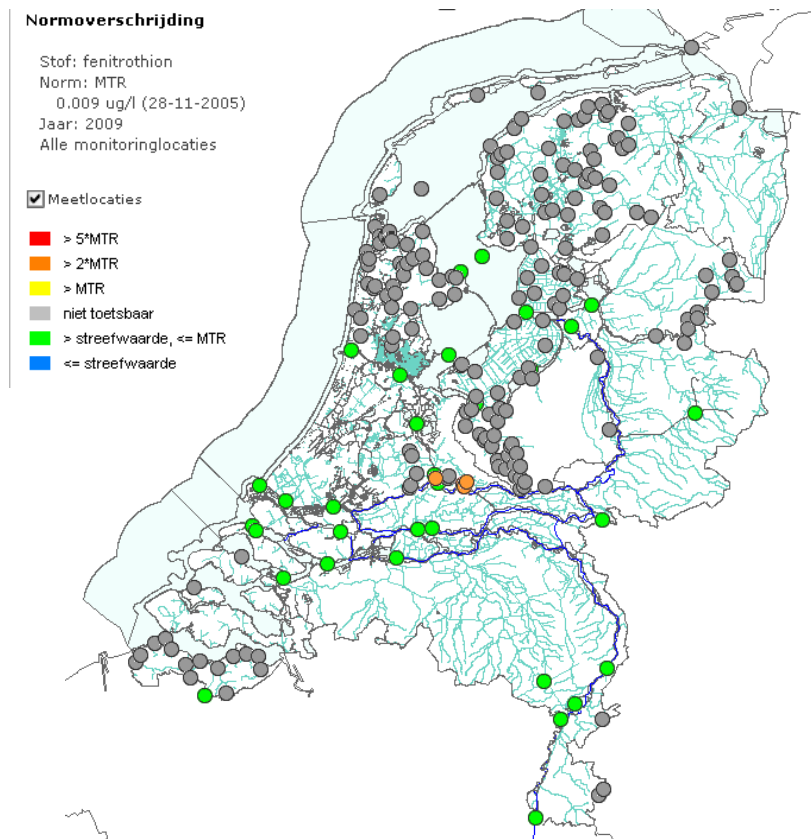 Normoverschrijding
Stof: fenitrothion
Norm: MTR
0.009 ug/l (28-11-2005)
Jaar: 2009
Alle monitoringlocaties
Meetlocaties
> 5*MTR
> 2*MTR
> MTR
niet toetsbaar
> streefwaarde, <= MTR
<= streefwaarde